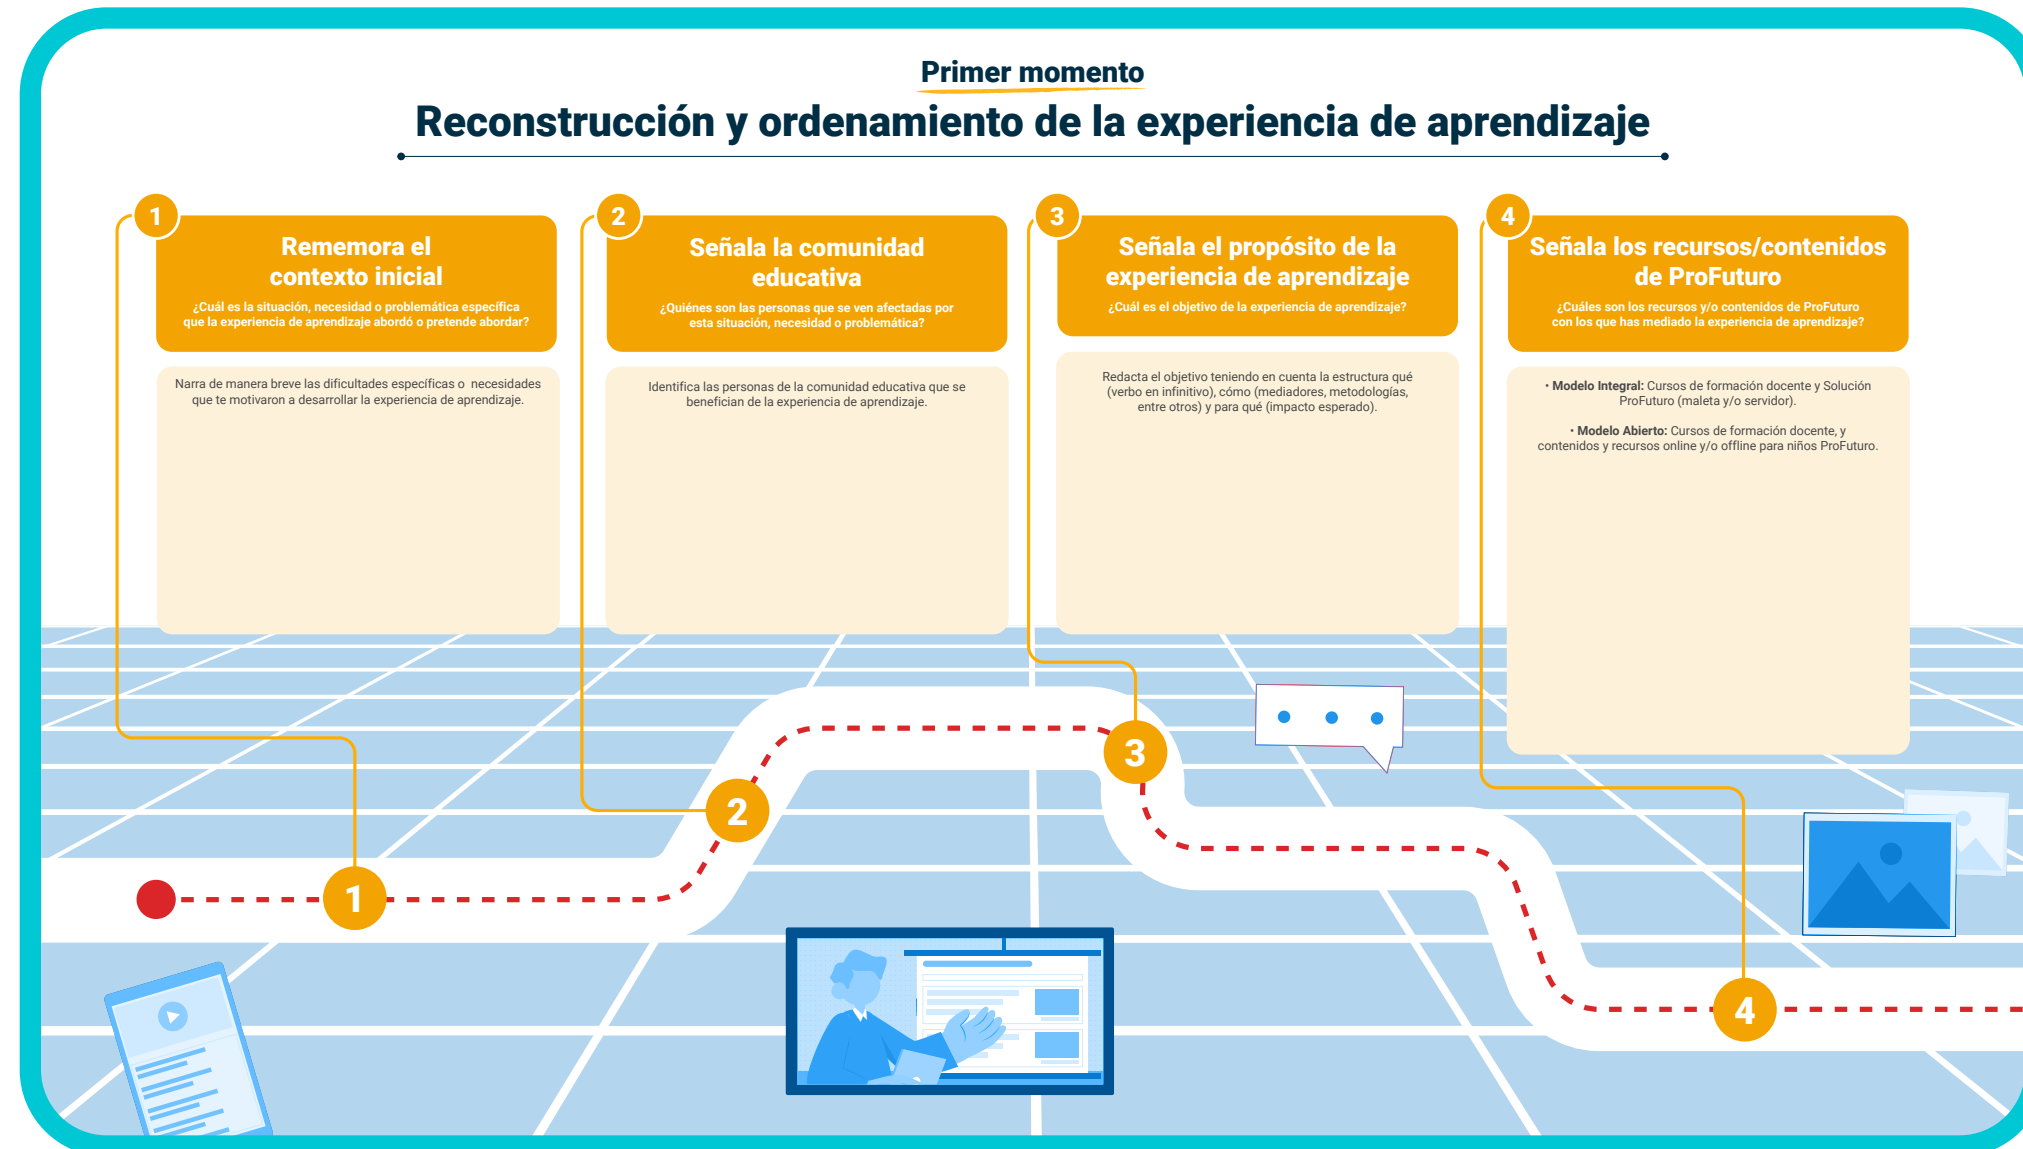 Primer momento
Reconstrucción y ordenamiento de la experiencia de aprendizaje
1
Rememora el
contexto inicial
¿Cuál es la situación, necesidad o problemática específica
que la experiencia de aprendizaje abordó o pretende abordar?
Narra de manera breve las dificultades específicas o necesidades
que te motivaron a desarrollar la experiencia de aprendizaje.
2
Señala la comunidad
educativa
¿Quiénes son las personas que se ven afectadas por
esta situación, necesidad o problemática?
Identifica las personas de la comunidad educativa que se
benefician de la experiencia de aprendizaje.
3
Señala el propósito de la
experiencia de aprendizaje
¿Cuál es el objetivo de la experiencia de aprendizaje?
Redacta el objetivo teniendo en cuenta la estructura qué
(verbo en infinitivo), cómo (mediadores, metodologías,
entre otros) y para qué (impacto esperado).
4
Señala los recursos/contenidos
de ProFuturo
¿Cuáles son los recursos y/o contenidos de ProFuturo
con los que has mediado la experiencia de aprendizaje?
• Modelo Integral: Cursos de formación docente y Solución
ProFuturo (maleta y/o servidor).
• Modelo Abierto: Cursos de formación docente, y
contenidos y recursos online y/o offline para niños ProFuturo.
1
2
3
4